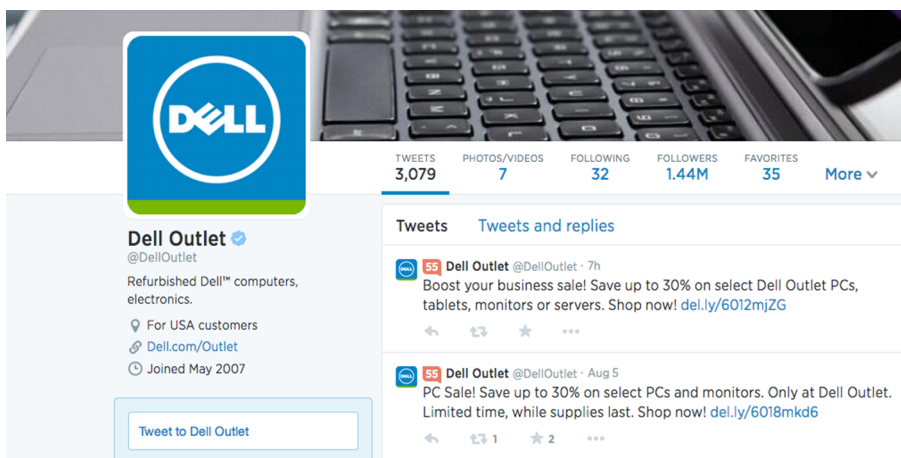 DELL
TWEETS
3,079
PHOTOS/VIDEOS
7
FOLLOWING
32
FOLLOWERS
1.44M
FAVORITES
35
More
Dell Outlet
@DellOutlet
Refurbished Dell™ computers,
electronics.
For USA customers
Dell.com/Outlet
Joined May 2007
Tweet to Dell Outlet
Tweets Tweets and replies
DELL 55 Dell Outlet @DellOutlet · 7h
Boost your business sale! Save up to 30% on select Dell Outlet PCs,
tablets, monitors or servers. Shop now! del.ly/6012mjZG
DELL 55 Dell Outlet @DellOutlet · Aug 5
PC Sale! Save up to 30% on select PCs and monitors. Only at Dell Outlet.
Limited time, while supplies last. Shop now! del.ly/6018mkd6
1 2